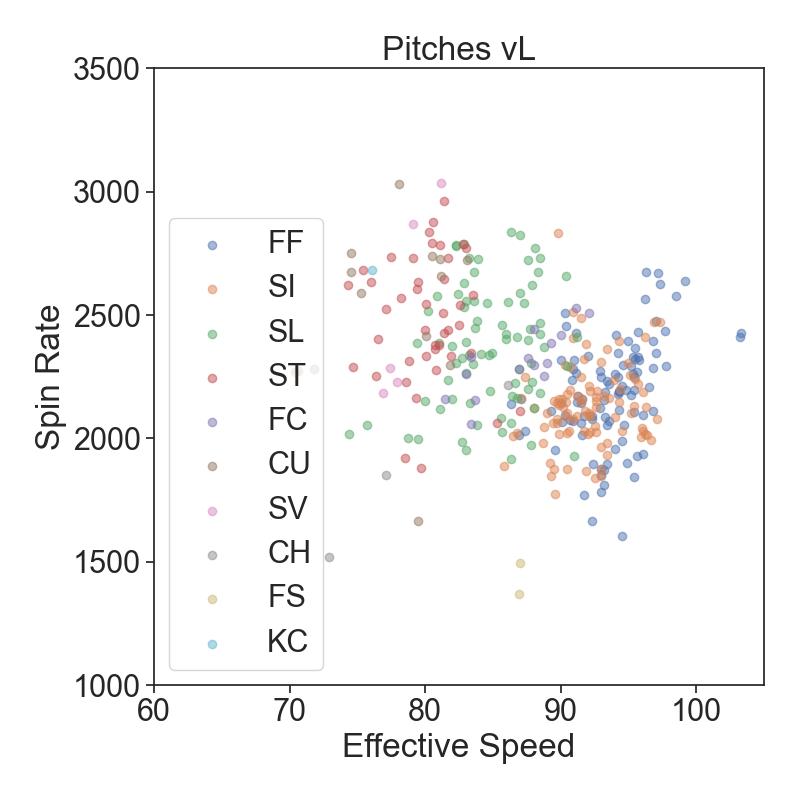 Pitches vL
3500
3000
2500
2000
1500
1000
Spin Rate
FF
SI
SL
ST
FC
CU
SV
CH
FS
KC
60 70 80 90 100
Effective Speed